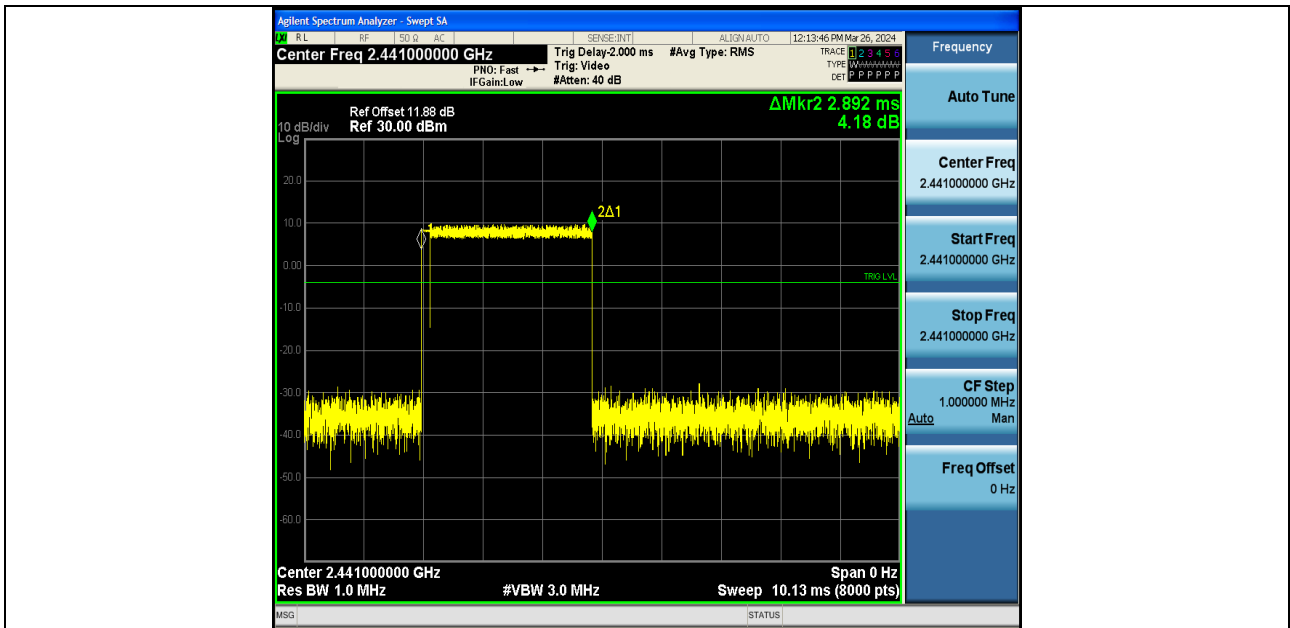 Agilent Spectrum Analyzer - Swept SA
LXI RL RF 50 Ω AC SENSE:INT ALIGN AUTO 12:13:46 PM Mar 26, 2024
Center Freq 2.441000000 GHz
PNO: Fast
IFGain:Low
Trig Delay-2.000 ms
Trig: Video
#Atten: 40 dB
#Avg Type: RMS
TRACE 1 2 3 4 5 6
TYPE W
DET P P P P P P
ΔMkr2 2.892 ms
4.18 dB
Ref Offset 11.88 dB
10 dB/div Ref 30.00 dBm
Log
20.0
10.0
0.00
-10.0
-20.0
-30.0
-40.0
-50.0
-60.0
2Δ1
TRIG LVL
Center 2.441000000 GHz Span 0 Hz
Res BW 1.0 MHz #VBW 3.0 MHz Sweep 10.13 ms (8000 pts)
MSG STATUS
Frequency
Auto Tune
Center Freq
2.441000000 GHz
Start Freq
2.441000000 GHz
Stop Freq
2.441000000 GHz
CF Step
1.000000 MHz
Auto Man
Freq Offset
0 Hz